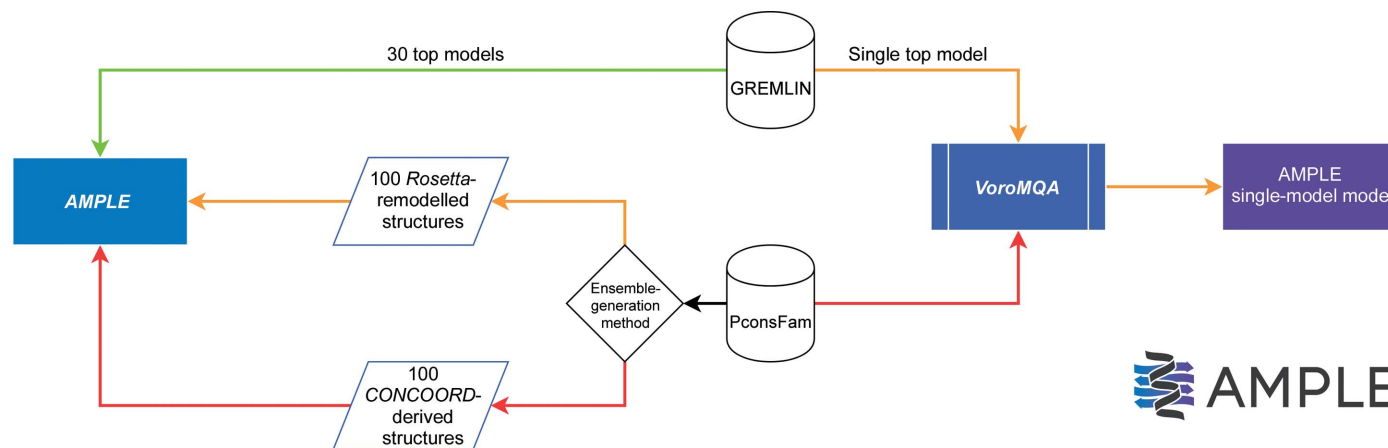 30 top models
Single top model
GREMLIN
AMPLE
100 Rosetta-
remodelled
structures
VoroMQA
AMPLE
single-model mode
Ensemble-
generation
method
PconsFam
100
CONCOORD-
derived
structures
AMPLE